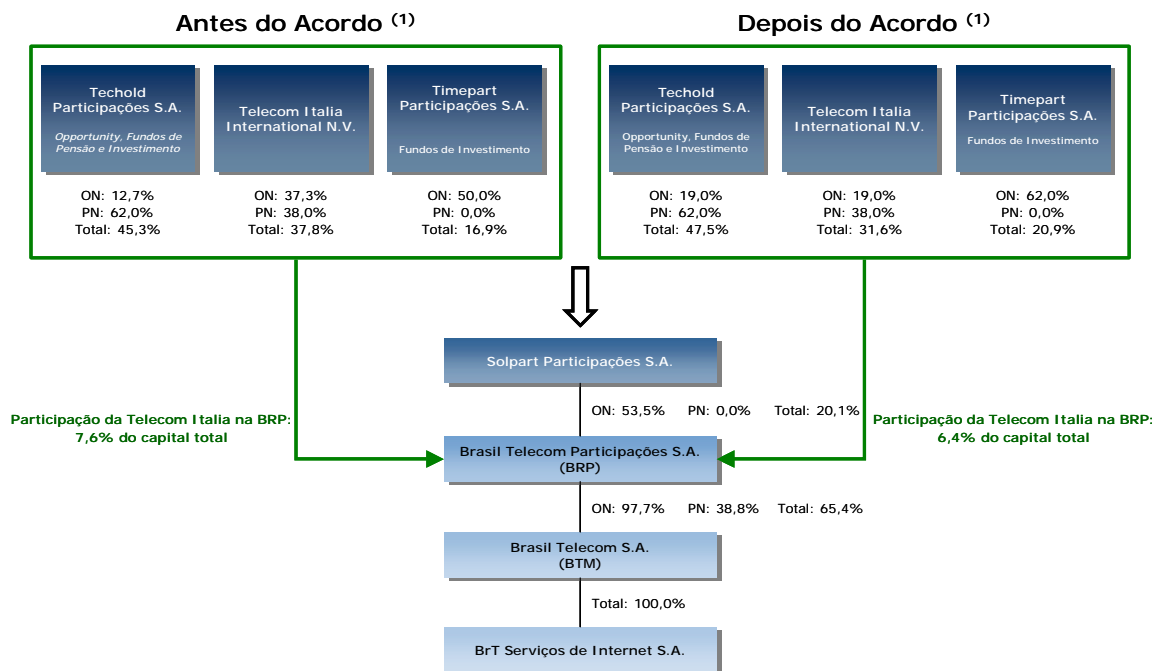 Antes do Acordo (1)
Depois do Acordo (1)
Techold
Participações S.A.
Opportunity, Fundos de
Pensão e Investimento
Telecom Italia
International N.V.
Timepart
Participações S.A.
Fundos de Investimento
ON: 12,7%
PN: 62,0%
Total: 45,3%
ON: 37,3%
PN: 38,0%
Total: 37,8%
ON: 50,0%
PN: 0,0%
Total: 16,9%
Techold
Participações S.A.
Opportunity, Fundos de
Pensão e Investimento
Telecom Italia
International N.V.
Timepart
Participações S.A.
Fundos de Investimento
ON: 19,0%
PN: 62,0%
Total: 47,5%
ON: 19,0%
PN: 38,0%
Total: 31,6%
ON: 62,0%
PN: 0,0%
Total: 20,9%
Solpart Participações S.A.
ON: 53,5% PN: 0,0% Total: 20,1%
Participação da Telecom Italia na BRP:
7,6% do capital total
Participação da Telecom Italia na BRP:
6,4% do capital total
Brasil Telecom Participações S.A.
(BRP)
ON: 97,7% PN: 38,8% Total: 65,4%
Brasil Telecom S.A.
(BTM)
Total: 100,0%
BrT Serviços de Internet S.A.